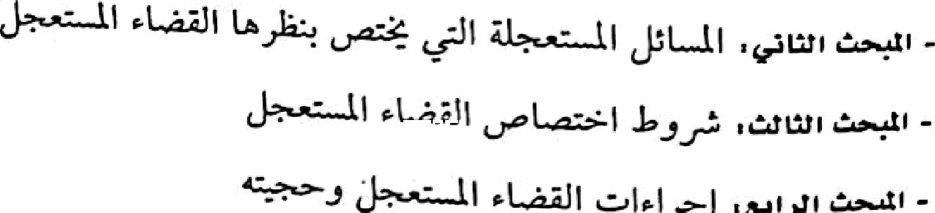 - المبحث الثاني: المسائل المستعجلة التي يختص بنظرها القضاء المستعجل
- المبحث الثالث: شروط اختصاص القضاء المستعجل
- المبحث الرابع: اجراءات القضاء المستعجل وحجيته